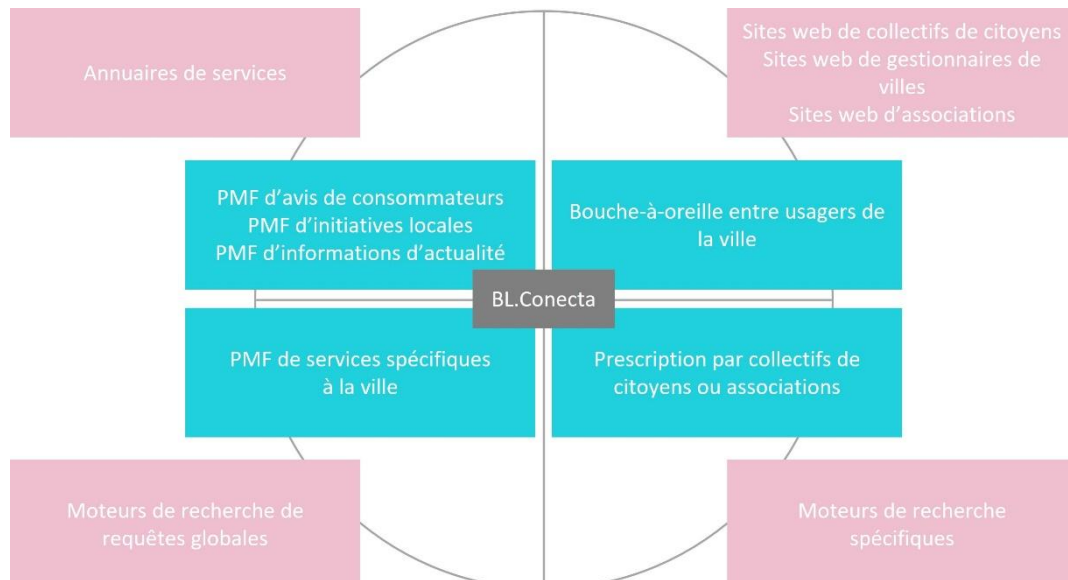 Annuaires de services
Sites web de collectifs de citoyens
Sites web de gestionnaires de
villes
Sites web d’associations
PMF d’avis de consommateurs
PMF d’initiatives locales
PMF d’informations d’actualité
Bouche-à-oreille entre usagers de
la ville
BL.Conecta
PMF de services spécifiques
à la ville
Prescription par collectifs de
citoyens ou associations
Moteurs de recherche de
requêtes globales
Moteurs de recherche
spécifiques